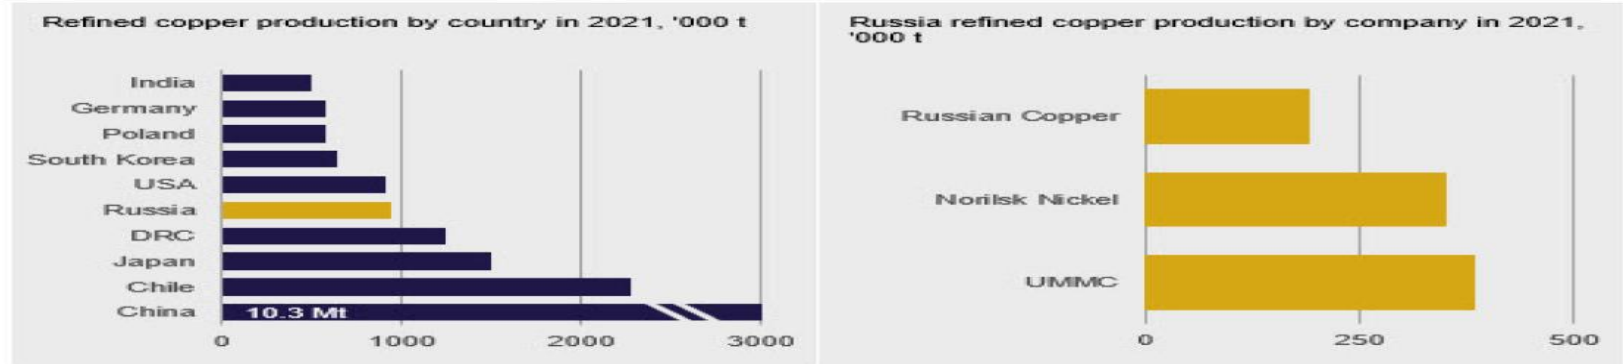 Refined copper production by country in 2021, '000 t
India
Germany
Poland
South Korea
USA
Russia
DRC
Japan
Chile
China
10.3 Mt
0 1000 2000 3000
Russia refined copper production by company in 2021,
'000 t
Russian Copper
Norilsk Nickel
UMMC
0 250 500